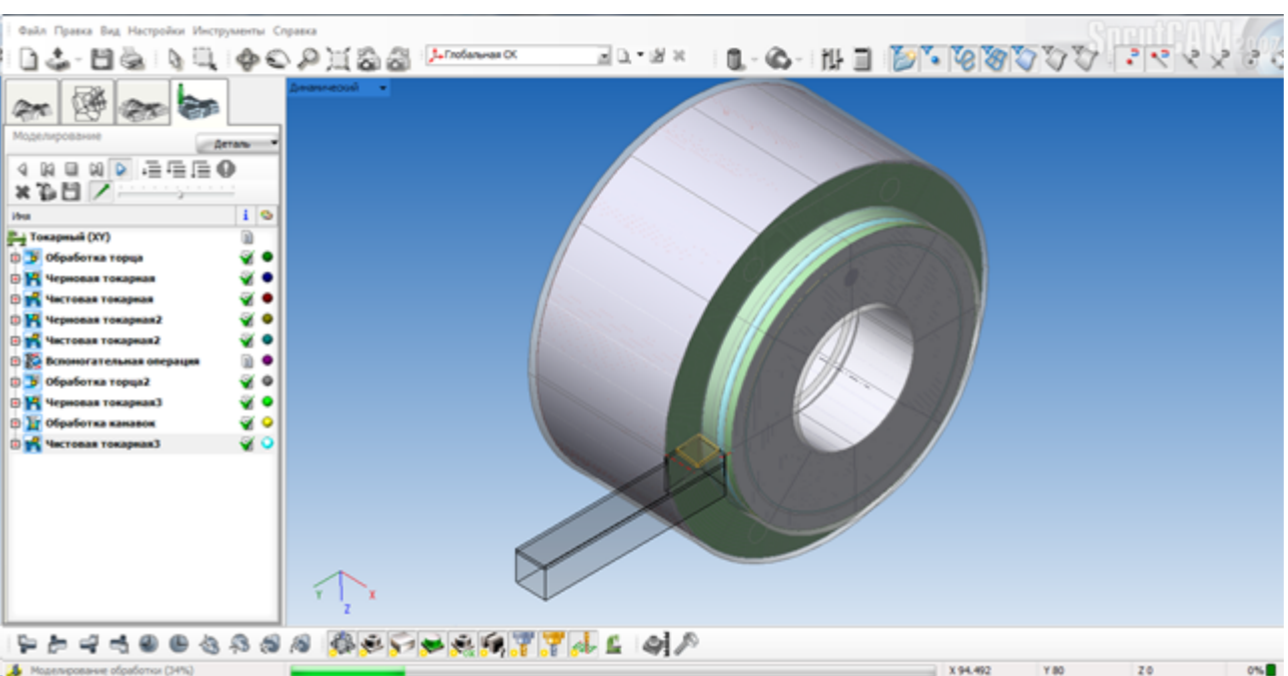 Файл Правка Вид Настройки Инструменты Справка
SprutCAM 2007
Глобальная СК
Динамический
Моделирование
Деталь
Имя
Токарный (XY)
Обработка торца
Черновая токарная
Чистовая токарная
Черновая токарная2
Чистовая токарная2
Вспомогательная операция
Обработка торца2
Черновая токарная3
Обработка канавок
Чистовая токарная3
Y X
Z
Моделирование обработки (34%)
X 94.492 Y 80 Z 0 0%